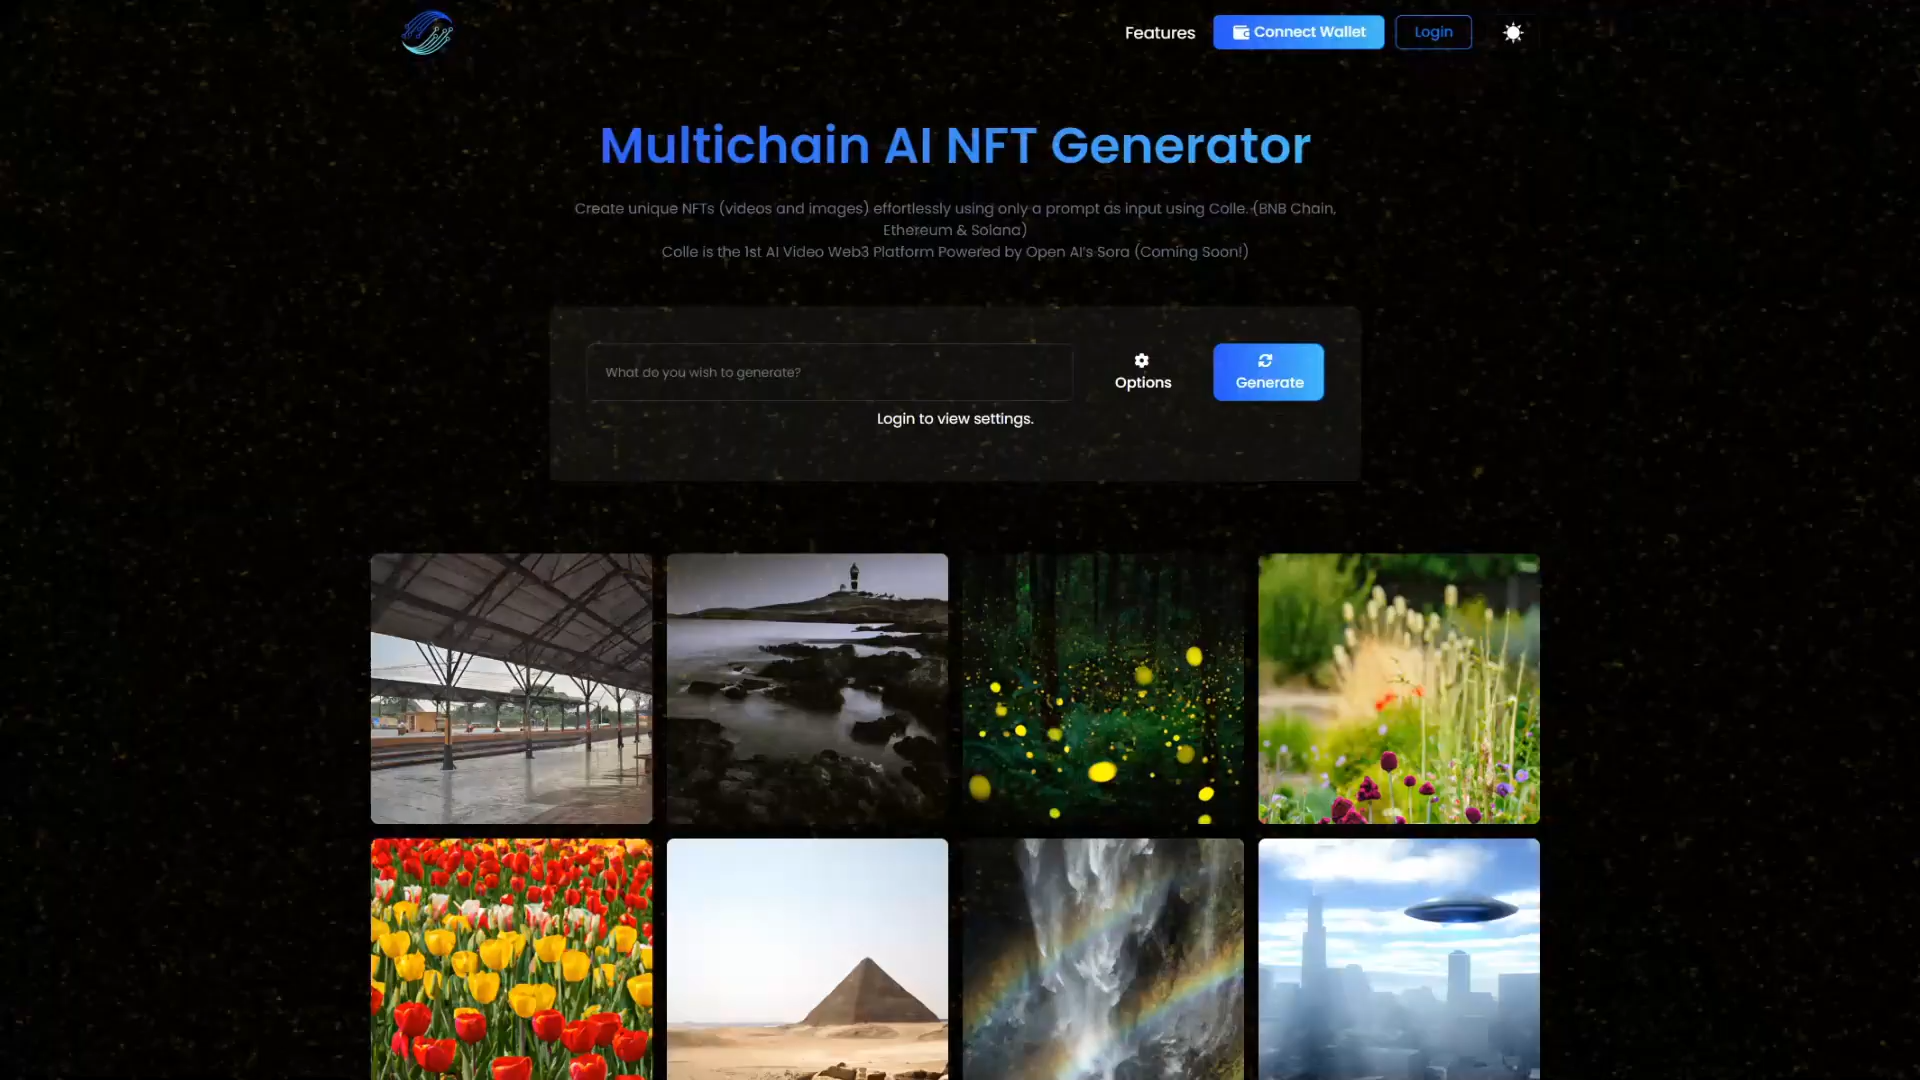 Features
Connect Wallet
Login
Multichain AI NFT Generator
Create unique NFTs (videos and images) effortlessly using only a prompt as input using Colle. (BNB Chain,
Ethereum & Solana)
Colle is the 1st AI Video Web3 Platform Powered by Open AI's Sora (Coming Soon!)
What do you wish to generate?
Options
Generate
Login to view settings.